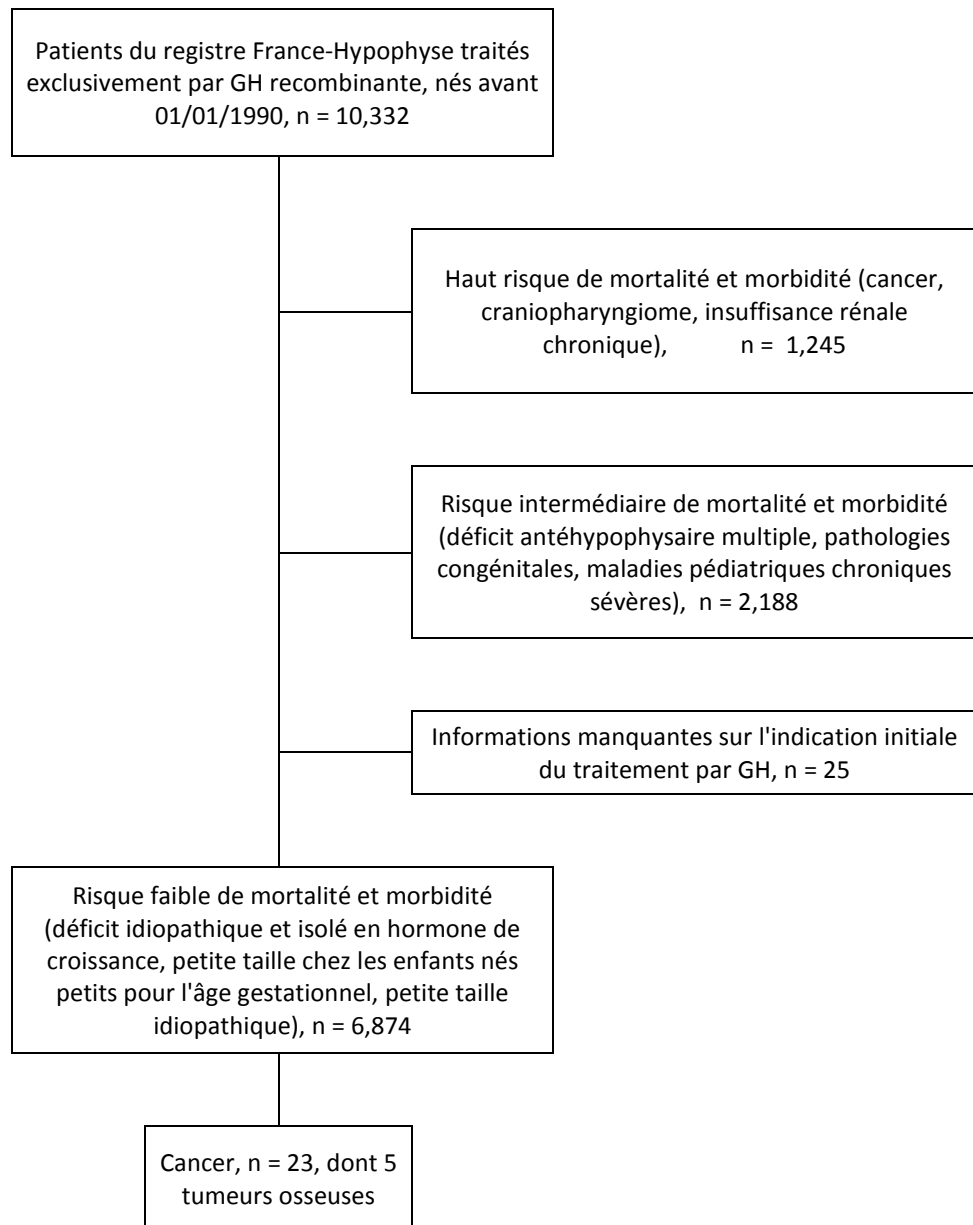 Patients du registre France-Hypophyse traités
exclusivement par GH recombinante, nés avant
01/01/1990, n = 10,332
Haut risque de mortalité et morbidité (cancer,
craniopharyngiome, insuffisance rénale
chronique), n = 1,245
Risque intermédiaire de mortalité et morbidité
(déficit antéhypophysaire multiple, pathologies
congénitales, maladies pédiatriques chroniques
sévères), n = 2,188
Informations manquantes sur l'indication initiale
du traitement par GH, n = 25
Risque faible de mortalité et morbidité
(déficit idiopathique et isolé en hormone de
croissance, petite taille chez les enfants nés
petits pour l'âge gestationnel, petite taille
idiopathique), n = 6,874
Cancer, n = 23, dont 5
tumeurs osseuses